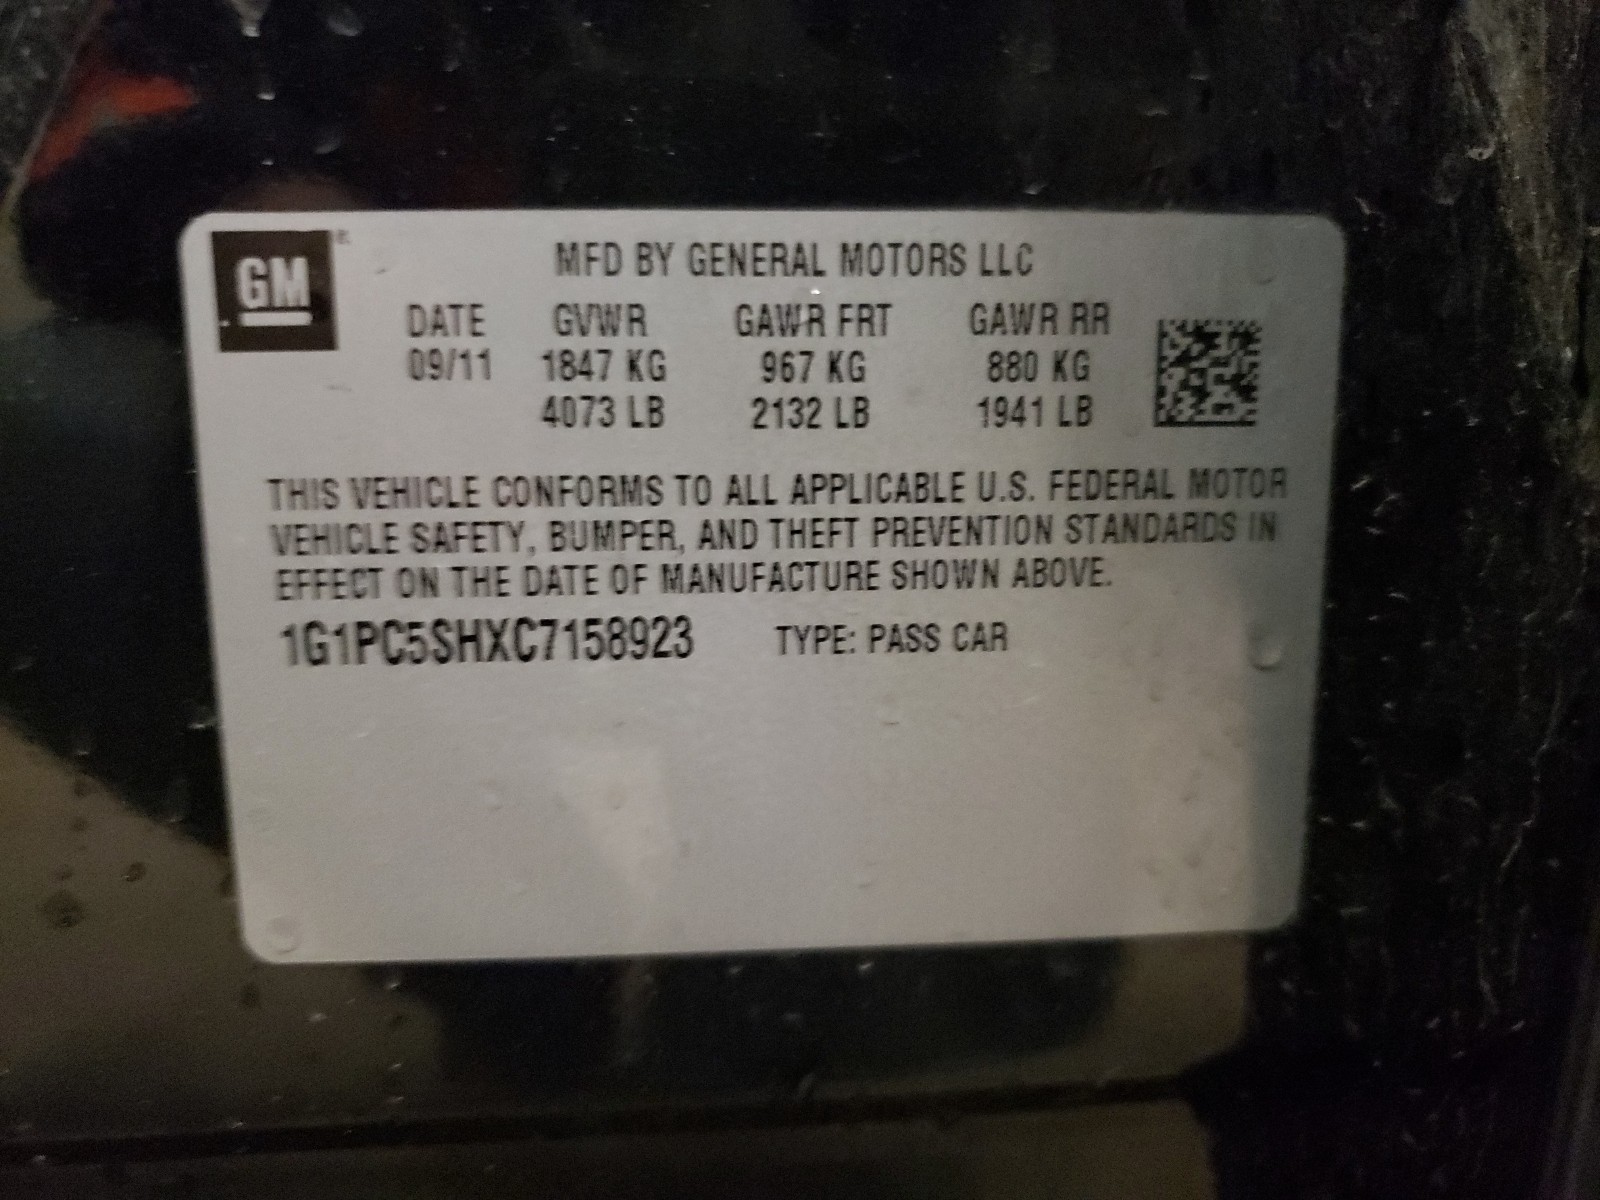 GM
MFD BY GENERAL MOTORS LLC
DATE GVWR GAWR FRT GAWR RR
09/11 1847 KG 967 KG 880 KG
4073 LB 2132 LB 1941 LB
THIS VEHICLE CONFORMS TO ALL APPLICABLE U.S. FEDERAL MOTOR
VEHICLE SAFETY, BUMPER, AND THEFT PREVENTION STANDARDS IN
EFFECT ON THE DATE OF MANUFACTURE SHOWN ABOVE.
1G1PC5SHXC7158923 TYPE: PASS CAR